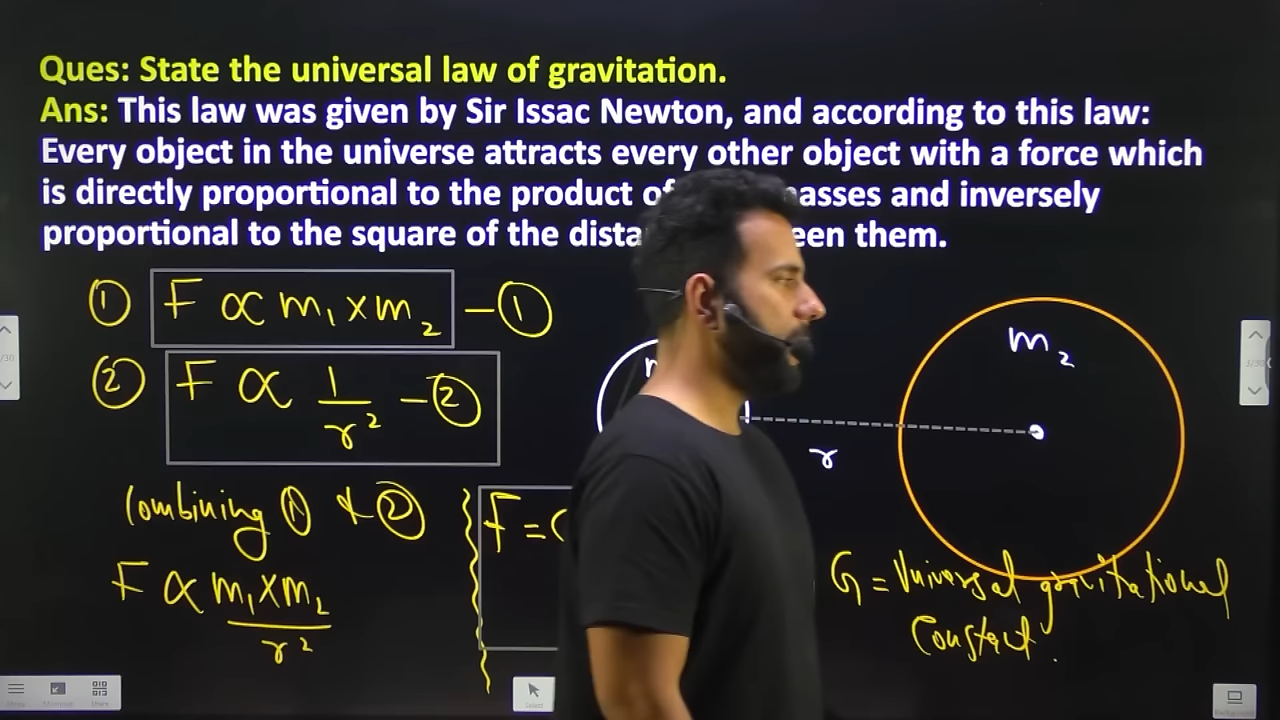 Ques: State the universal law of gravitation.
Ans: This law was given by Sir Issac Newton, and according to this law:
Every object in the universe attracts every other object with a force which
is directly proportional to the product of asses and inversely
proportional to the square of the dista een them.
① F ∝ m₁ × m₂ – ①
② F ∝ 1/r² – ②
m₂
r
Combining ① & ②
F ∝ m₁ × m₂ / r²
F =
G = Universal gravitational
Constant.
Select